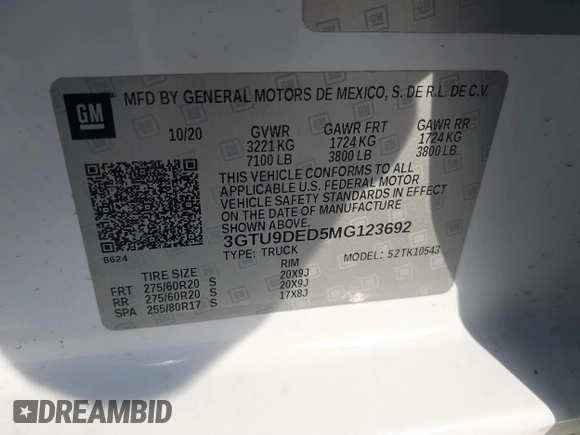 GM
MFD BY GENERAL MOTORS DE MEXICO, S. DE R.L. DE C.V.
10/20 GVWR GAWR FRT GAWR RR
3221 KG 1724 KG 1724 KG
7100 LB 3800 LB 3800 LB
THIS VEHICLE CONFORMS TO ALL
APPLICABLE U.S. FEDERAL MOTOR
VEHICLE SAFETY STANDARDS IN EFFECT
ON THE DATE OF MANUFACTURE
SHOWN ABOVE.
3GTU9DED5MG123692
8624 TYPE: TRUCK MODEL: 52TK10543
TIRE SIZE RIM
FRT 275/60R20 S 20X9J
RR 275/60R20 S 20X9J
SPA 255/80R17 S 17X8J
DREAMBID